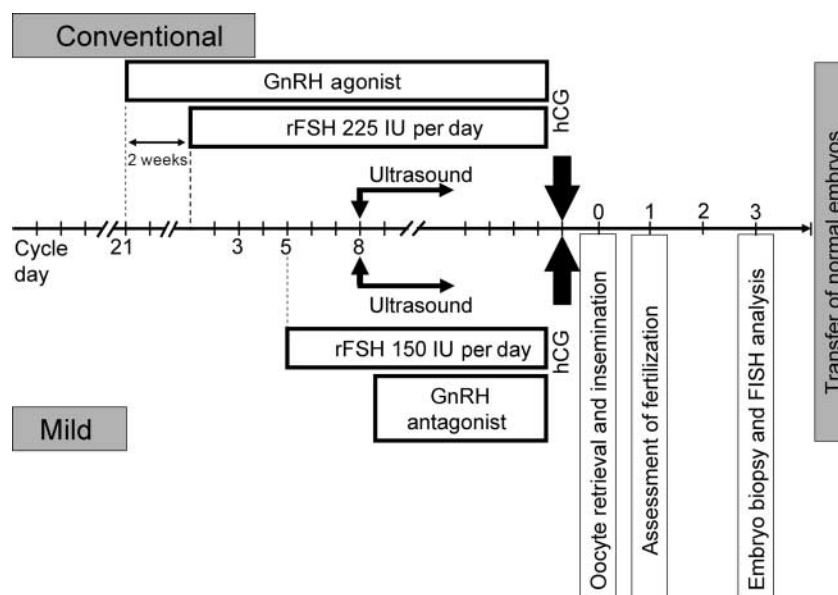 Conventional
GnRH agonist
rFSH 225 IU per day
hCG
2 weeks
Ultrasound
Cycle
day
21
3
5
8
0
1
2
3
Ultrasound
rFSH 150 IU per day
hCG
GnRH
antagonist
Mild
Oocyte retrieval and insemination
Assessment of fertilization
Embryo biopsy and FISH analysis
Transfer of normal embryos